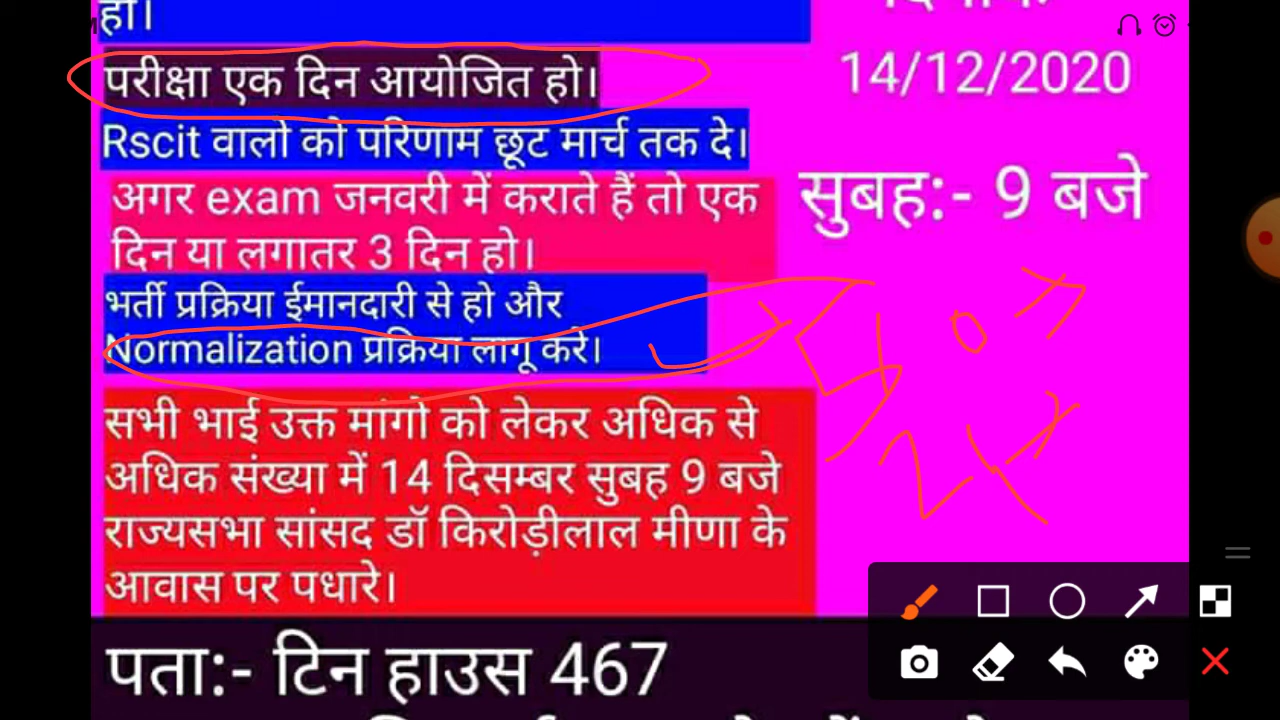 हो।
14/12/2020
परीक्षा एक दिन आयोजित हो।
Rscit वालो को परिणाम छूट मार्च तक दे।
सुबह:- 9 बजे
अगर exam जनवरी में कराते हैं तो एक
दिन या लगातर 3 दिन हो।
भर्ती प्रक्रिया ईमानदारी से हो और
Normalization प्रक्रिया लागू करे।
सभी भाई उक्त मांगो को लेकर अधिक से
अधिक संख्या में 14 दिसम्बर सुबह 9 बजे
राज्यसभा सांसद डॉ किरोड़ीलाल मीणा के
आवास पर पधारे।
पता:- टिन हाउस 467